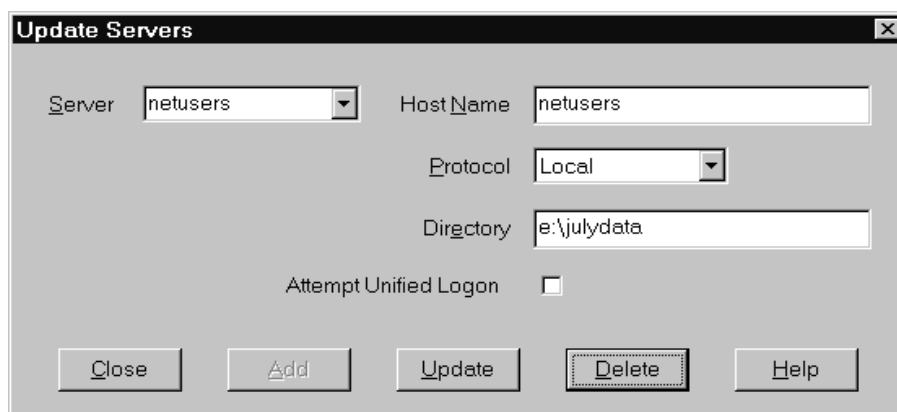 Update Servers
Server netusers Host Name netusers
Protocol Local
Directory e:\julydata
Attempt Unified Logon
Close Add Update Delete Help